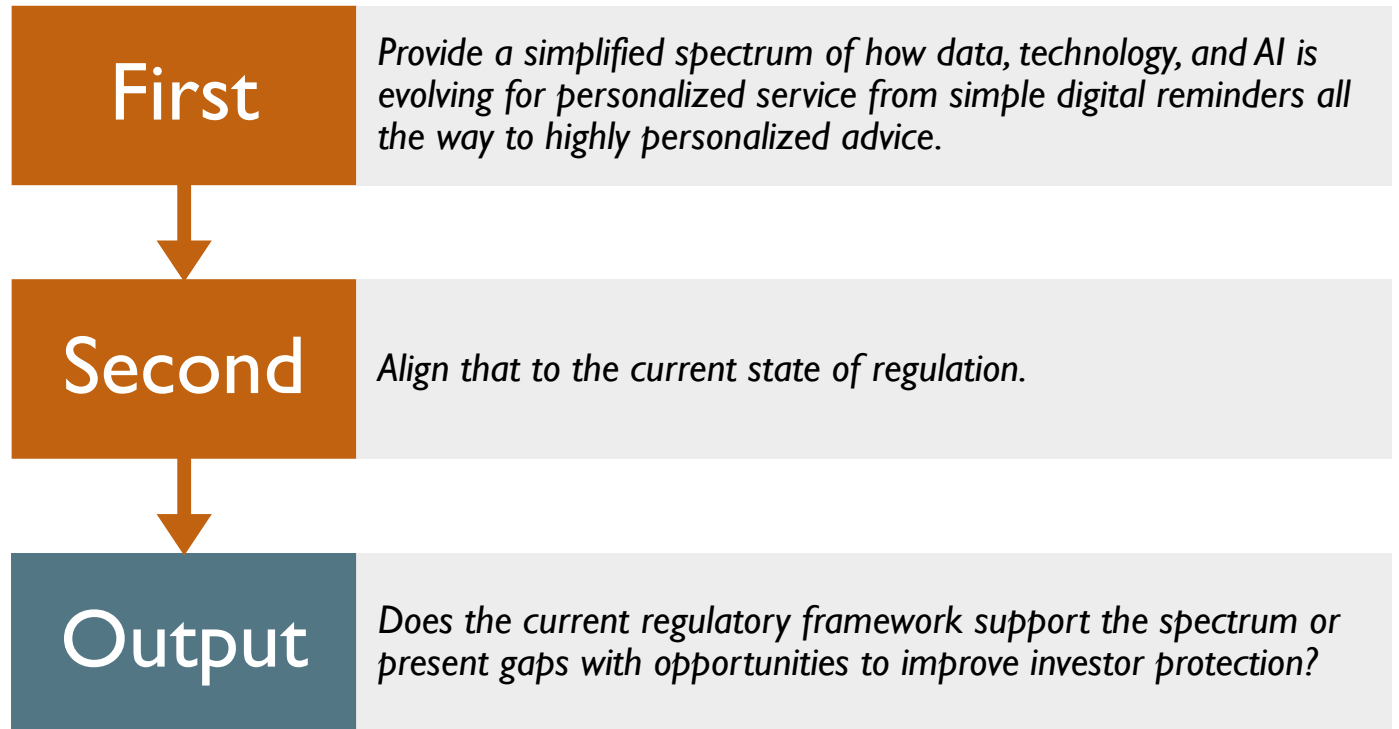 First
Provide a simplified spectrum of how data, technology, and AI is
evolving for personalized service from simple digital reminders all
the way to highly personalized advice.
Second
Align that to the current state of regulation.
Output
Does the current regulatory framework support the spectrum or
present gaps with opportunities to improve investor protection?